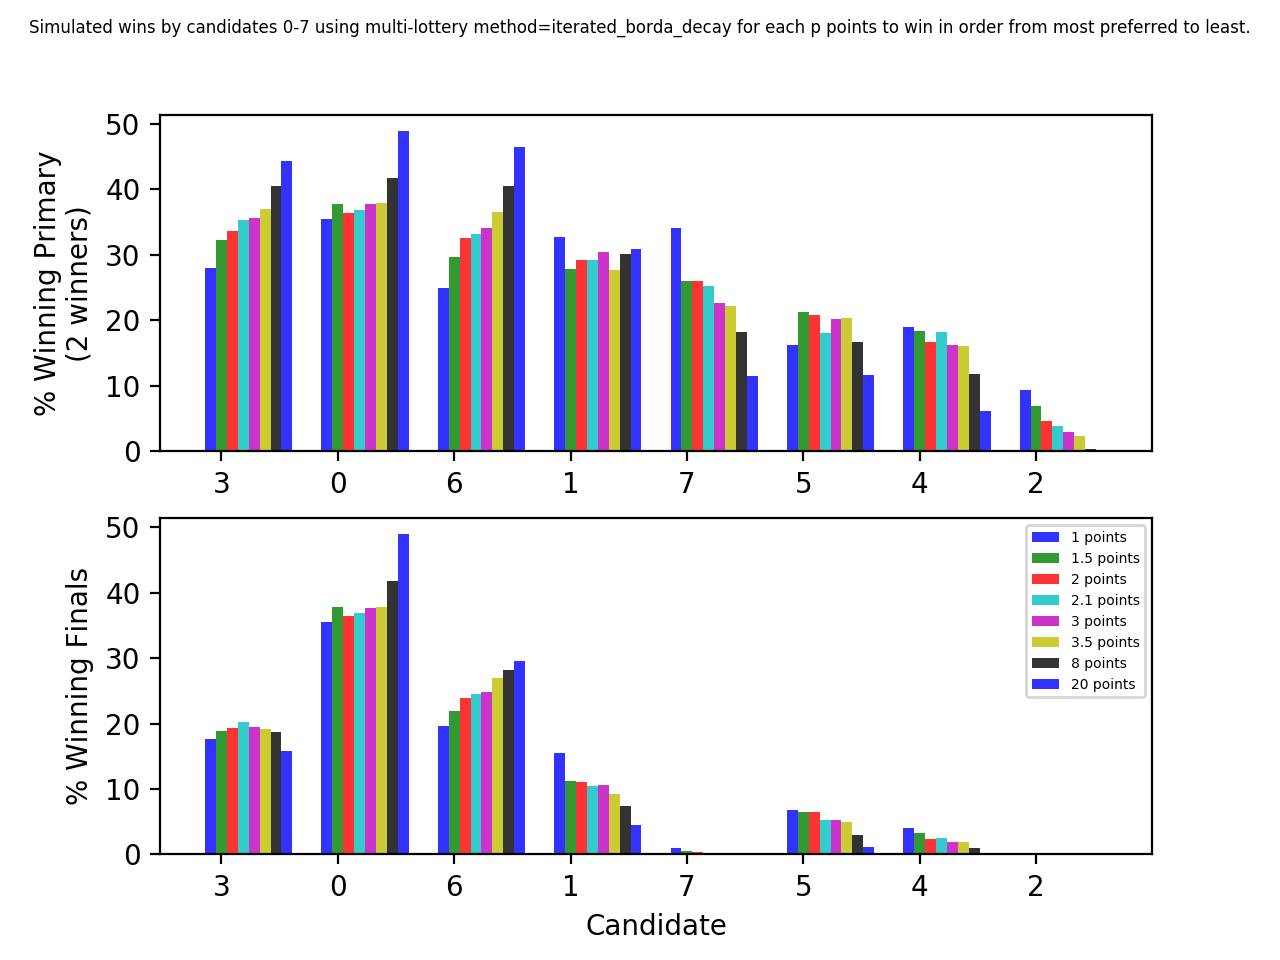 Simulated wins by candidates 0-7 using multi-lottery method=iterated_borda_decay for each p points to win in order from most preferred to least.
% Winning Primary
(2 winners)
50
40
30
20
10
0
3 0 6 1 7 5 4 2
% Winning Finals
50
40
30
20
10
0
1 points
1.5 points
2 points
2.1 points
3 points
3.5 points
8 points
20 points
3 0 6 1 7 5 4 2
Candidate